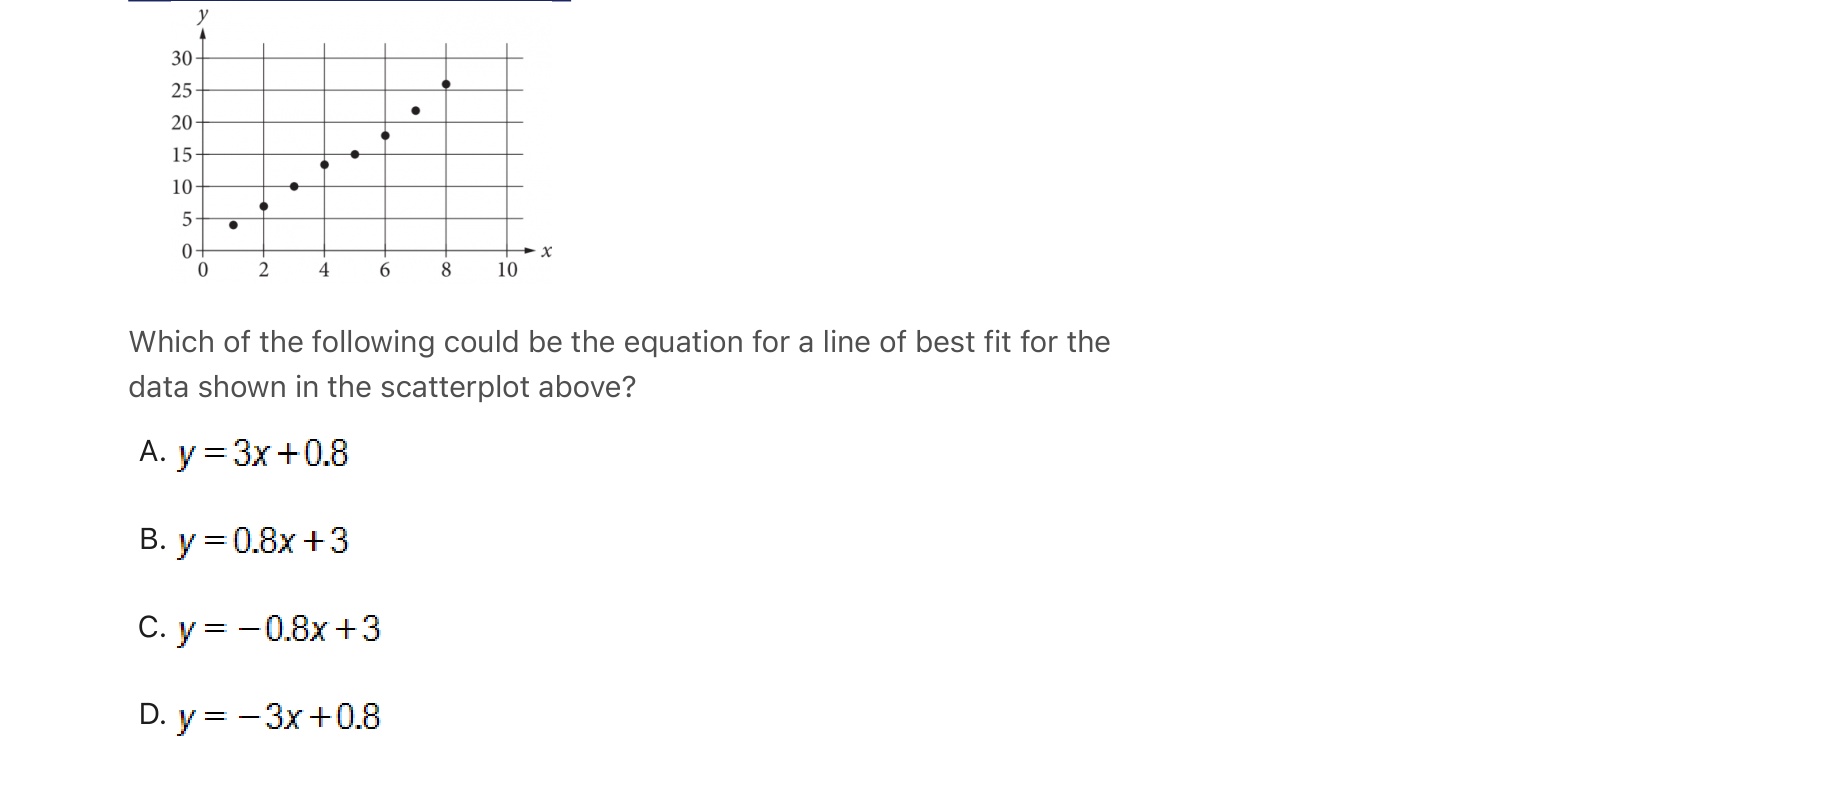 y
30
25
20
15
10
5
0
x
0 2 4 6 8 10
Which of the following could be the equation for a line of best fit for the
data shown in the scatterplot above?
A. y = 3x + 0.8
B. y = 0.8x + 3
C. y = −0.8x + 3
D. y = −3x + 0.8